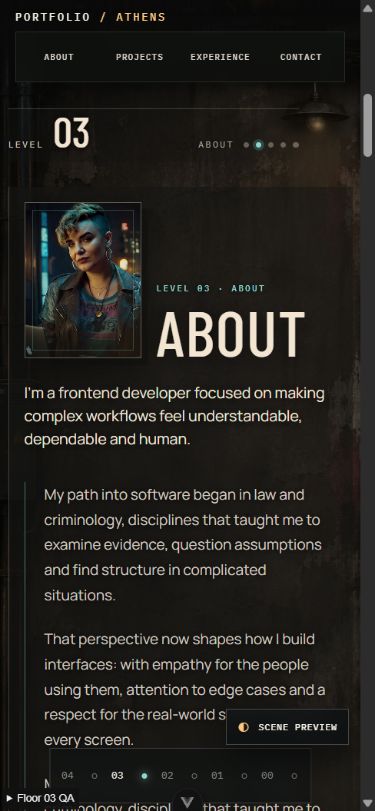 PORTFOLIO / ATHENS
ABOUT PROJECTS EXPERIENCE CONTACT
LEVEL 03 ABOUT
LEVEL 03 · ABOUT
ABOUT
I'm a frontend developer focused on making
complex workflows feel understandable,
dependable and human.
My path into software began in law and
criminology, disciplines that taught me to
examine evidence, question assumptions
and find structure in complicated
situations.
That perspective now shapes how I build
interfaces: with empathy for the people
using them, attention to edge cases and a
respect for the real-world
SCENE PREVIEW
every screen.
04 03 02 01 00
Floor 03 QA